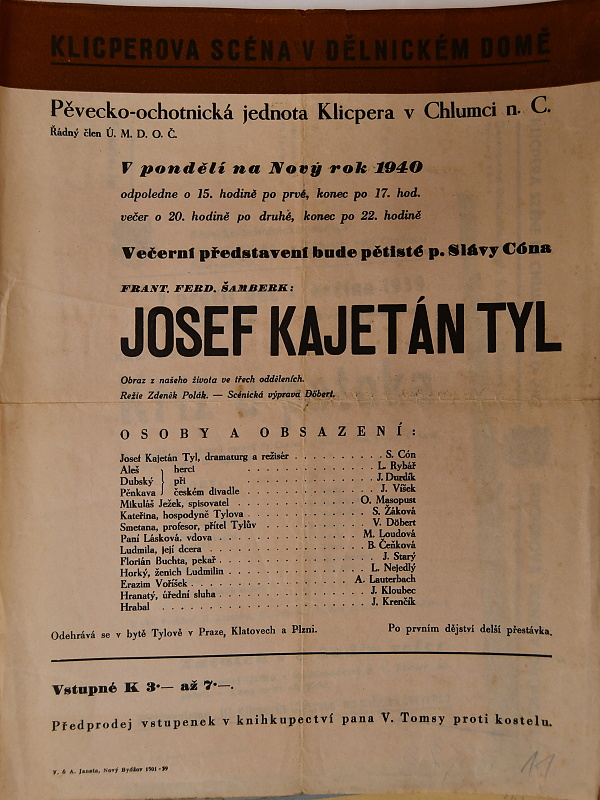 KLICPEROVA SCÉNA V DĚLNICKÉM DOMĚ
Pěvecko-ochotnická jednota Klicpera v Chlumci n. C.
Řádný člen Ú. M. D. O. Č.
V pondělí na Nový rok 1940
odpoledne o 15. hodině po prvé, konec po 17. hod.
večer o 20. hodině po druhé, konec po 22. hodině
Večerní představení bude pětisté p. Slávy Cóna
FRANT. FERD. ŠAMBERK:
JOSEF KAJETÁN TYL
Obraz z našeho života ve třech odděleních.
Režie Zdeněk Polák. — Scénická výprava Döbert.
OSOBY A OBSAZENÍ:
Josef Kajetán Tyl, dramaturg a režisér . . . . . . . . . . S. Cón
Aleš } herci . . . . . . . . . . L. Rybář
Dubský } při . . . . . . . . . . J. Durdík
Pěnkava } českém divadle . . . . . . . . . . J. Víšek
Mikuláš Ježek, spisovatel . . . . . . . . . . O. Masopust
Kateřina, hospodyně Tylova . . . . . . . . . . S. Žáková
Smetana, profesor, přítel Tylův . . . . . . . . . . V. Döbert
Paní Lásková, vdova . . . . . . . . . . M. Loudová
Ludmila, její dcera . . . . . . . . . . B. Čeňková
Florián Buchta, pekař . . . . . . . . . . J. Starý
Horký, ženich Ludmilin . . . . . . . . . . L. Nejedlý
Erazim Voříšek . . . . . . . . . . A. Lauterbach
Hranatý, úřední sluha . . . . . . . . . . J. Kloubec
Hrabal . . . . . . . . . . J. Krenčík
Odehrává se v bytě Tylově v Praze, Klatovech a Plzni. Po prvním dějství delší přestávka.
Vstupné K 3·— až 7·—.
Předprodej vstupenek v knihkupectví pana V. Tomsy proti kostelu.
V. & A. Janata, Nový Bydžov 1501-39
11